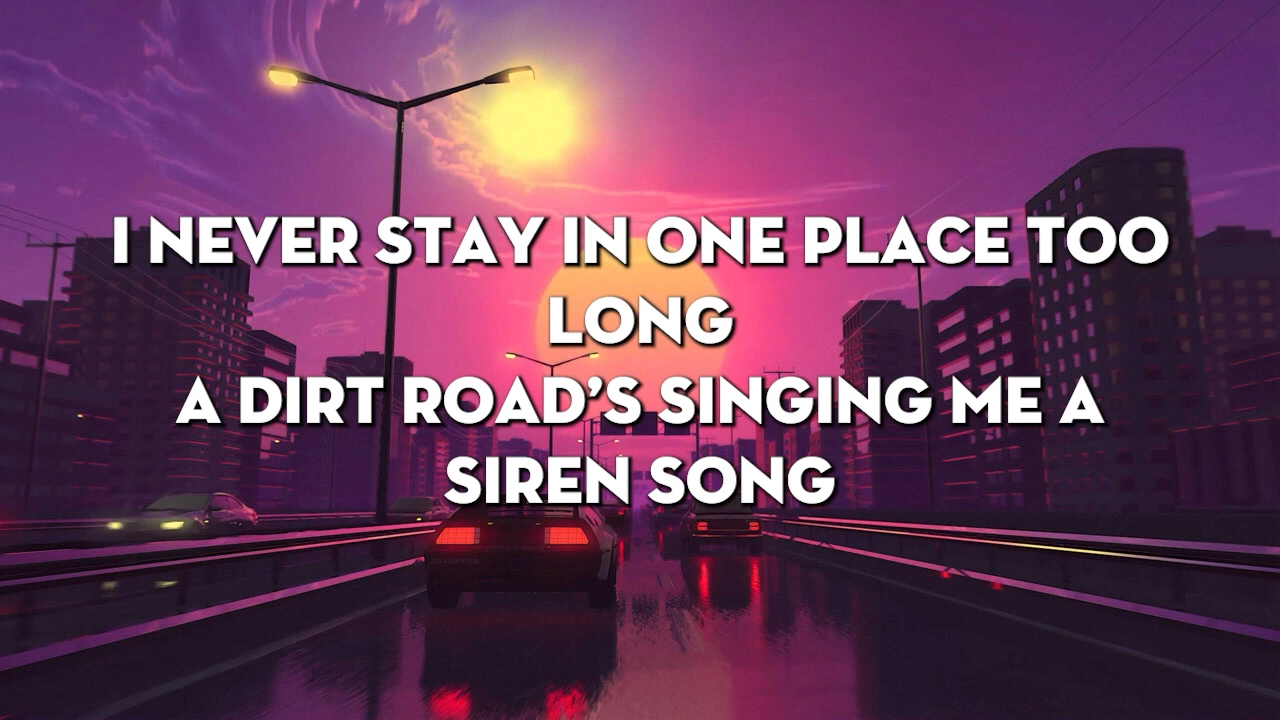 I NEVER STAY IN ONE PLACE TOO
LONG
A DIRT ROAD’S SINGING ME A
SIREN SONG